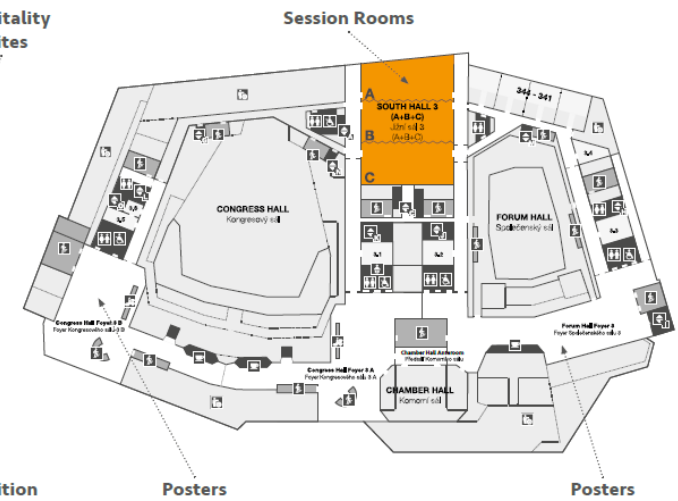 itality
Session Rooms
ites
344 - 341
A
SOUTH HALL 3
(A+B+C)
Jižní sál 3
(A+B+C)
B
C
CONGRESS HALL
Kongresový sál
FORUM HALL
Společenský sál
Congress Hall Foyer 3 B
Foyer Kongresového sálu 3 B
Forum Hall Foyer 3
Foyer Společenského sálu 3
Chamber Hall Anteroom
Předsálí Komorního sálu
Congress Hall Foyer 3 A
Foyer Kongresového sálu 3 A
CHAMBER HALL
Komorní sál
ition
Posters
Posters